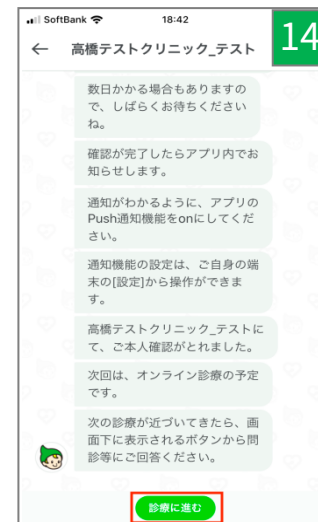 SoftBank 18:42
14
← 高橋テストクリニック_テスト
数日かかる場合もありますの
で、しばらくお待ちください
ね。
確認が完了したらアプリ内でお
知らせします。
通知がわかるように、アプリの
Push通知機能をonにしてくだ
さい。
通知機能の設定は、ご自身の端
末の[設定]から操作ができま
す。
高橋テストクリニック_テストに
て、ご本人確認がとれました。
次回は、オンライン診療の予定
です。
次の診療が近づいてきたら、画
面下に表示されるボタンから問
診等にご回答ください。
診療に進む